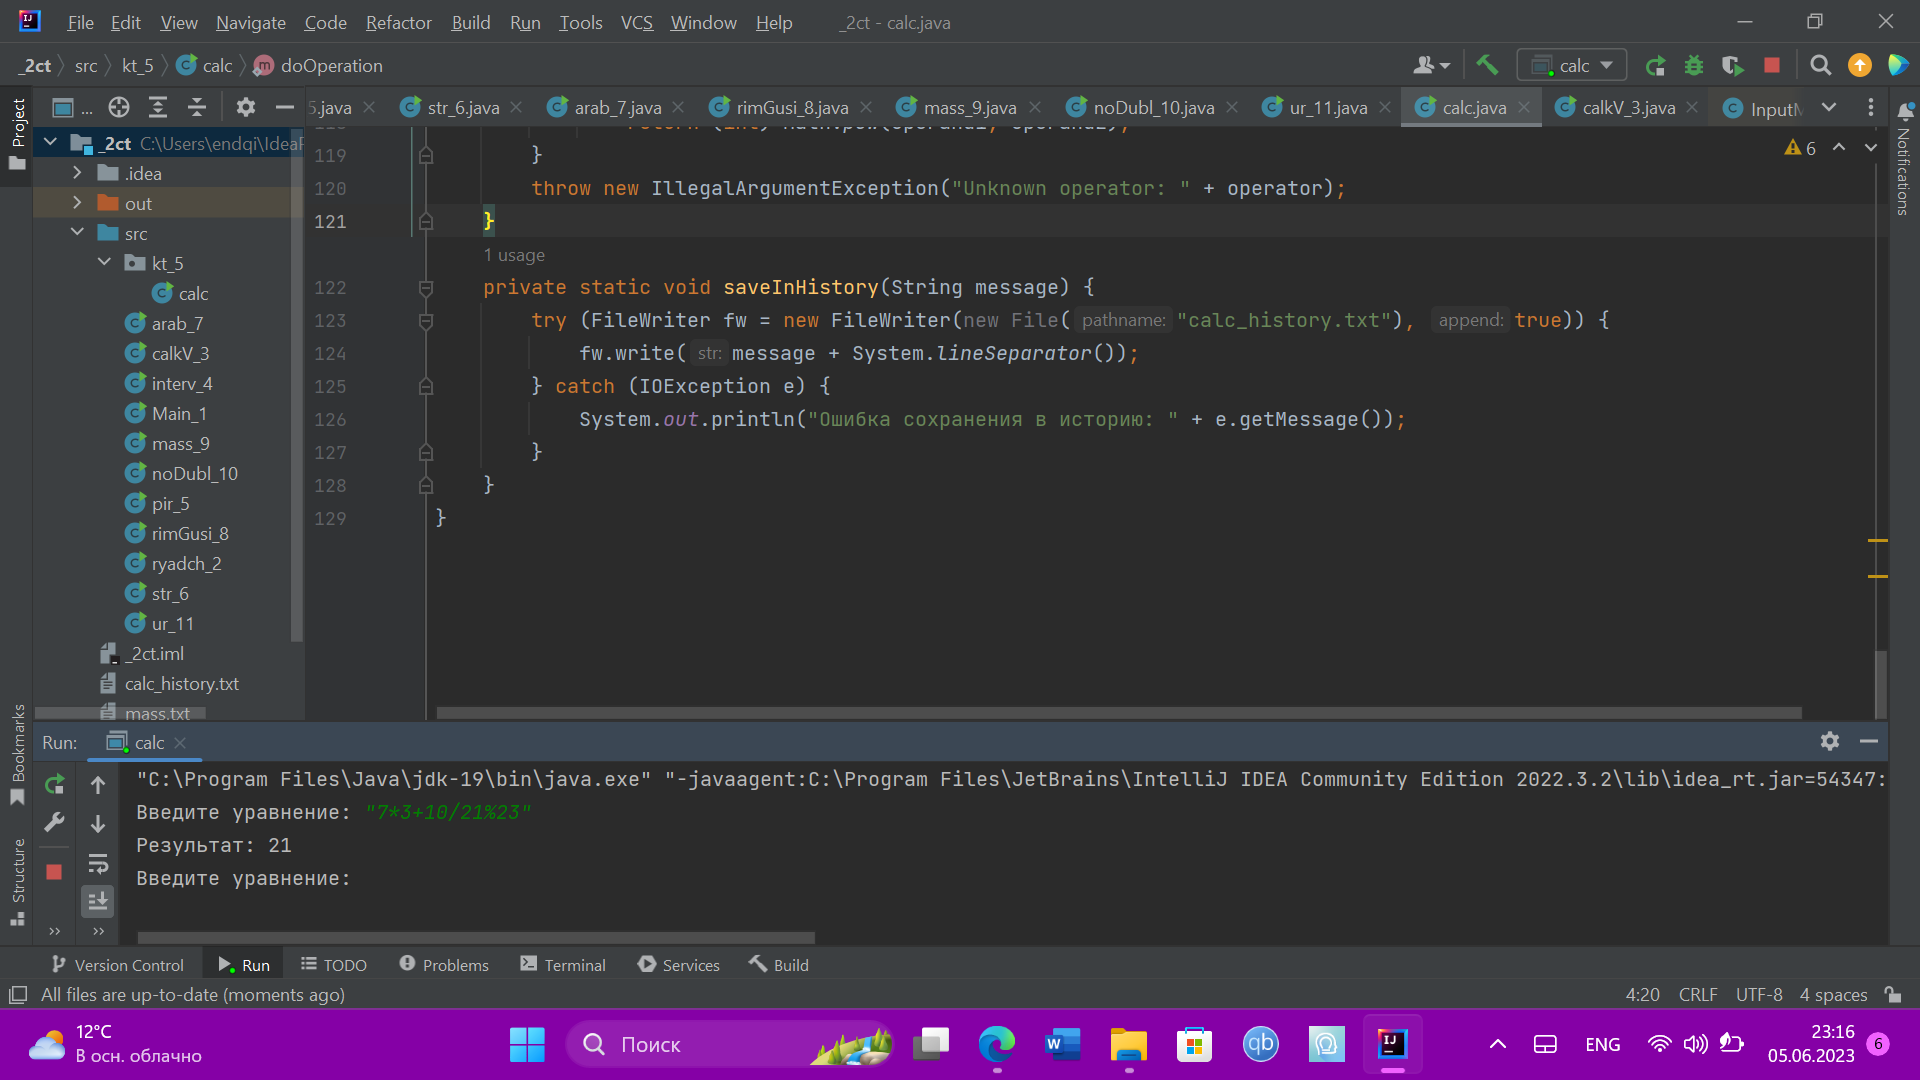 File Edit View Navigate Code Refactor Build Run Tools VCS Window Help _2ct - calc.java
_2ct src kt_5 calc doOperation calc
Project ... 5.java str_6.java arab_7.java rimGusi_8.java mass_9.java noDubl_10.java ur_11.java calc.java calkV_3.java InputM
Notifications
_2ct C:\Users\endqi\IdeaP
.idea
out
src
kt_5
calc
arab_7
calkV_3
interv_4
Main_1
mass_9
noDubl_10
pir_5
rimGusi_8
ryadch_2
str_6
ur_11
_2ct.iml
calc_history.txt
mass.txt
6
119 }
120 throw new IllegalArgumentException("Unknown operator: " + operator);
121 }
1 usage
122 private static void saveInHistory(String message) {
123 try (FileWriter fw = new FileWriter(new File( pathname: "calc_history.txt"), append: true)) {
124 fw.write( str: message + System.lineSeparator());
125 } catch (IOException e) {
126 System.out.println("Ошибка сохранения в историю: " + e.getMessage());
127 }
128 }
129 }
Bookmarks
Structure
Run: calc
"C:\Program Files\Java\jdk-19\bin\java.exe" "-javaagent:C:\Program Files\JetBrains\IntelliJ IDEA Community Edition 2022.3.2\lib\idea_rt.jar=54347:
Введите уравнение: "7*3+10/21%23"
Результат: 21
Введите уравнение:
Version Control Run TODO Problems Terminal Services Build
All files are up-to-date (moments ago) 4:20 CRLF UTF-8 4 spaces
12°C
В осн. облачно
Поиск
ENG
23:16
05.06.2023
6